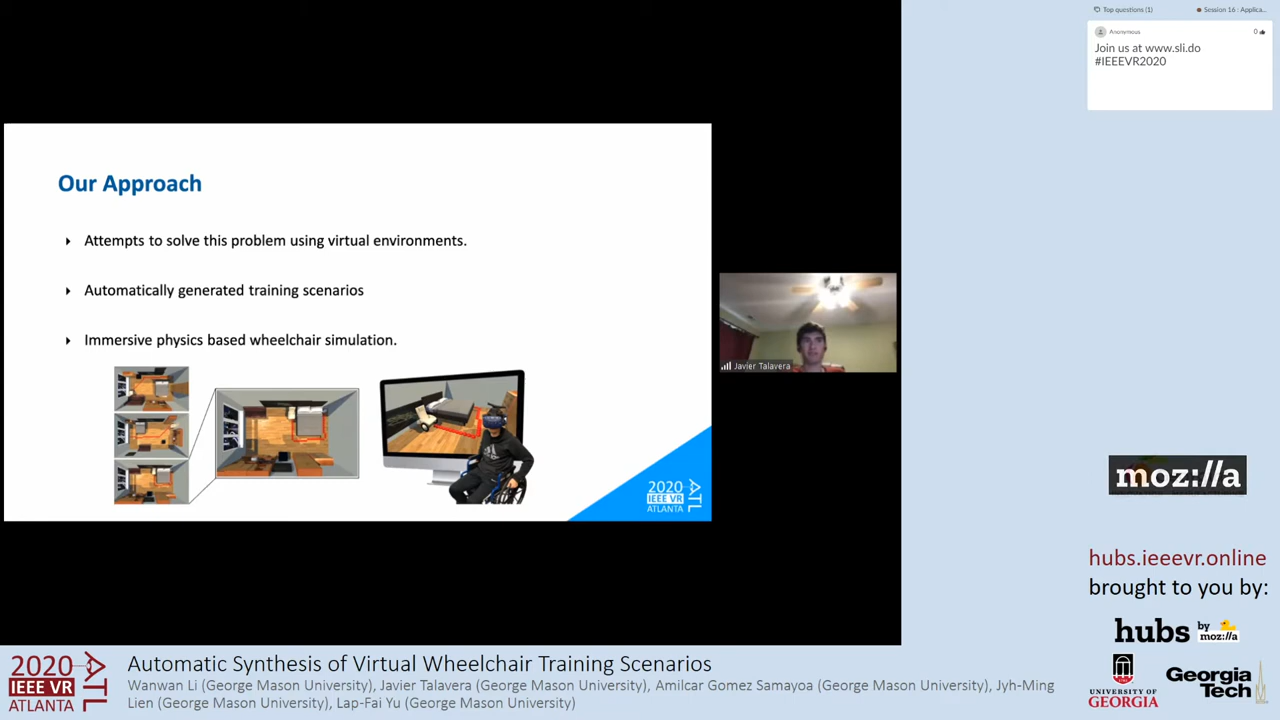 Top questions (1)
Session 16 : Applica...
Anonymous
0
Join us at www.sli.do
#IEEEVR2020
Our Approach
Attempts to solve this problem using virtual environments.
Automatically generated training scenarios
Immersive physics based wheelchair simulation.
2020
IEEE VR
ATLANTA
ATL
Javier Talavera
moz://a
hubs.ieeevr.online
brought to you by:
hubs by moz://a
UNIVERSITY OF
GEORGIA
Georgia
Tech
2020
IEEE VR
ATLANTA
ATL
Automatic Synthesis of Virtual Wheelchair Training Scenarios
Wanwan Li (George Mason University), Javier Talavera (George Mason University), Amilcar Gomez Samayoa (George Mason University), Jyh-Ming
Lien (George Mason University), Lap-Fai Yu (George Mason University)